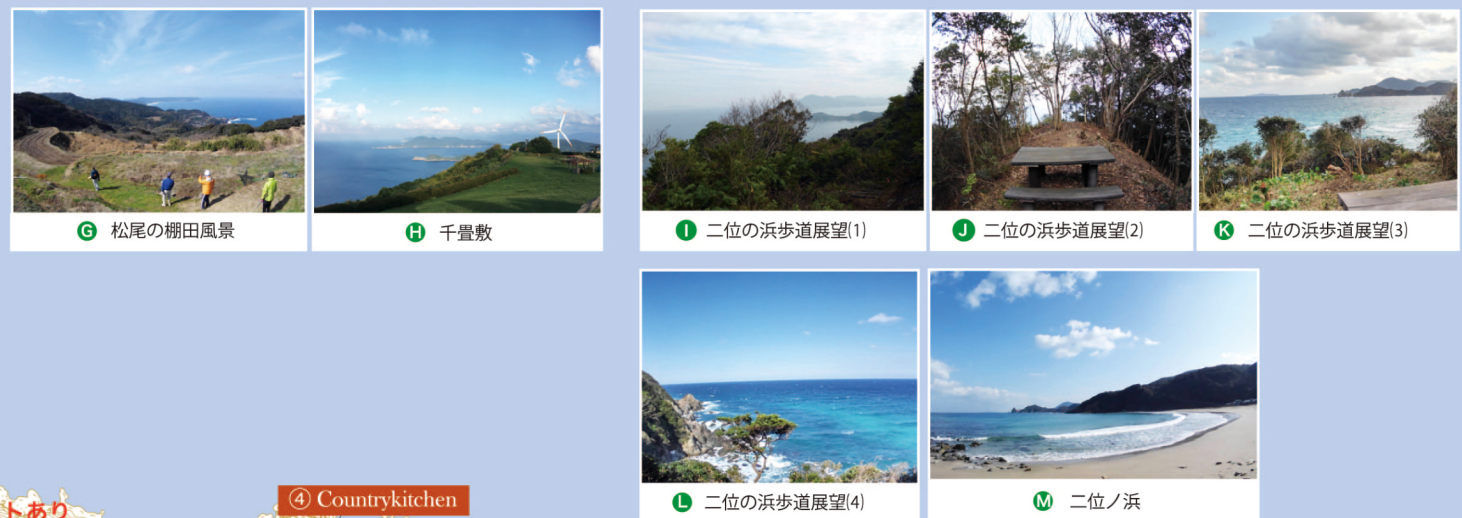 G 松尾の棚田風景
H 千畳敷
I 二位の浜歩道展望(1)
J 二位の浜歩道展望(2)
K 二位の浜歩道展望(3)
L 二位の浜歩道展望(4)
M 二位ノ浜
④ Countrykitchen
トあり